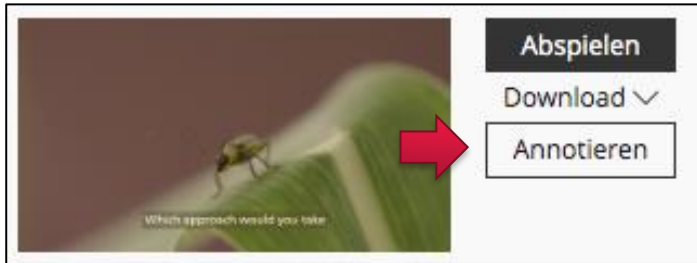 Which approach would you take
Abspielen
Download
Annotieren